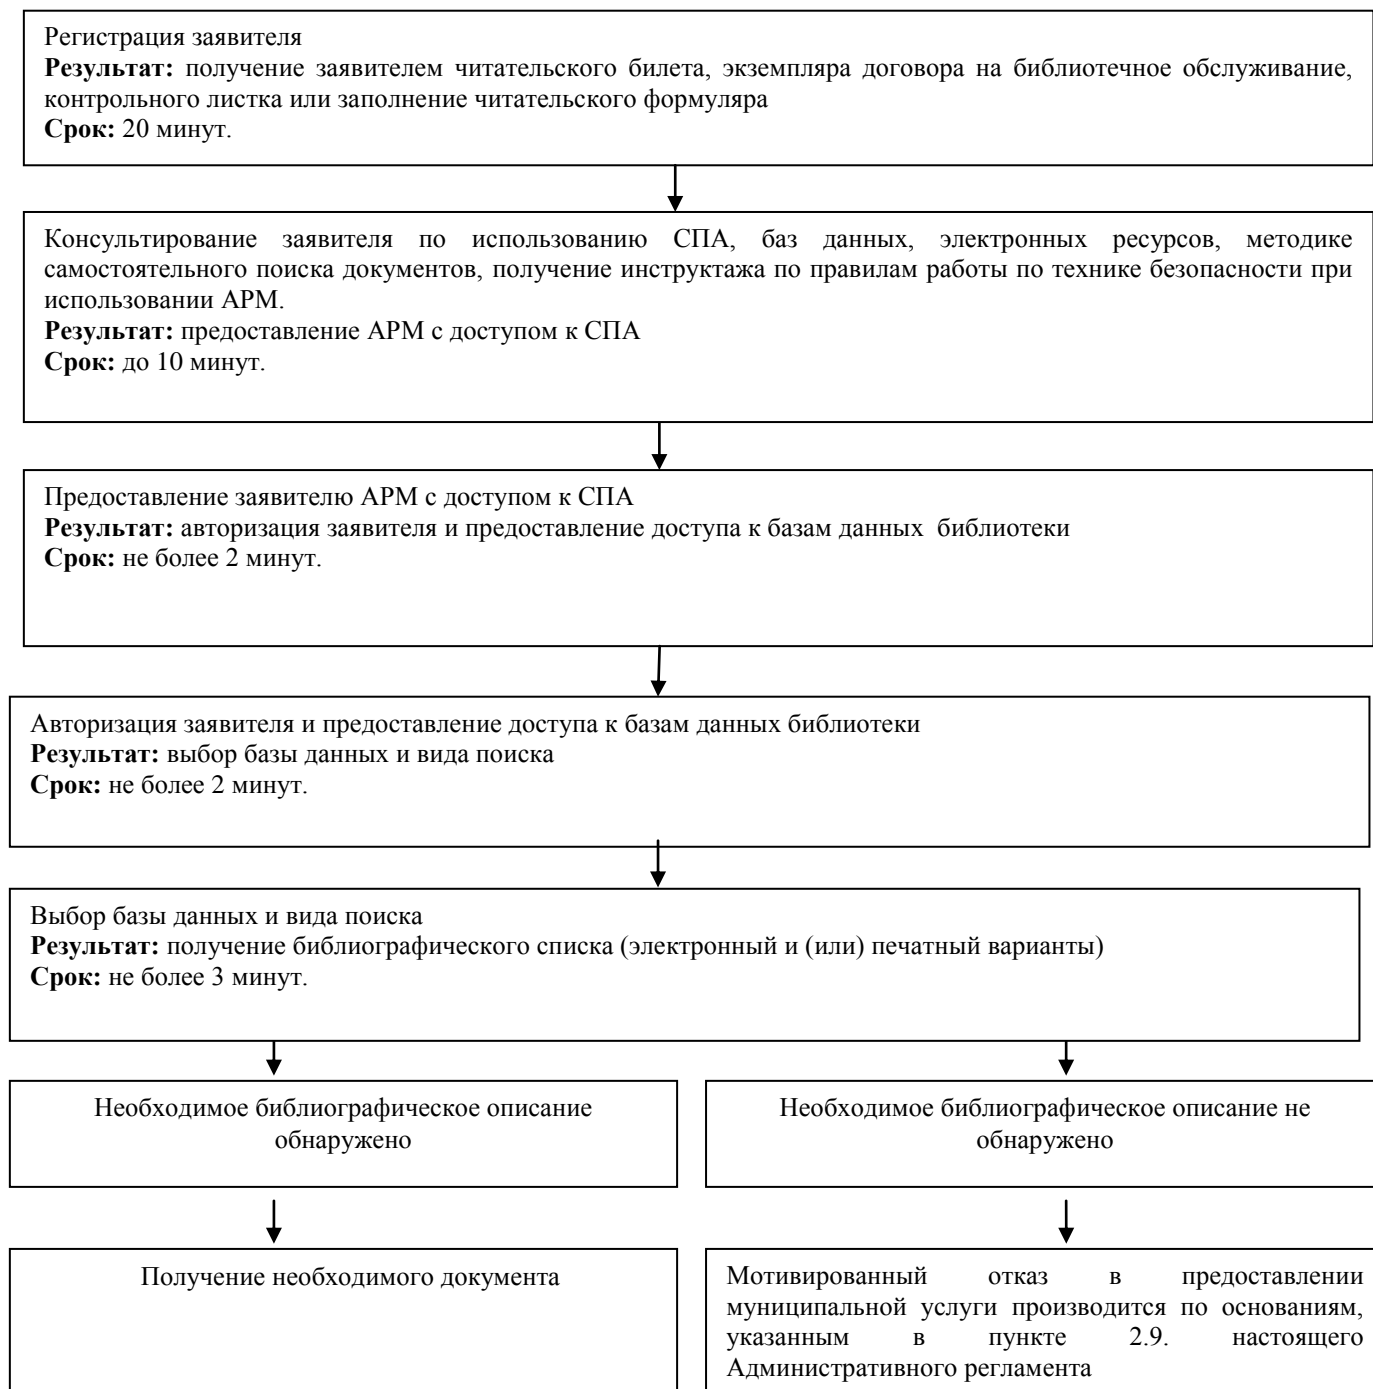 Регистрация заявителя
Результат: получение заявителем читательского билета, экземпляра договора на библиотечное обслуживание,
контрольного листка или заполнение читательского формуляра
Срок: 20 минут.
Консультирование заявителя по использованию СПА, баз данных, электронных ресурсов, методике
самостоятельного поиска документов, получение инструктажа по правилам работы по технике безопасности при
использовании АРМ.
Результат: предоставление АРМ с доступом к СПА
Срок: до 10 минут.
Предоставление заявителю АРМ с доступом к СПА
Результат: авторизация заявителя и предоставление доступа к базам данных библиотеки
Срок: не более 2 минут.
Авторизация заявителя и предоставление доступа к базам данных библиотеки
Результат: выбор базы данных и вида поиска
Срок: не более 2 минут.
Выбор базы данных и вида поиска
Результат: получение библиографического списка (электронный и (или) печатный варианты)
Срок: не более 3 минут.
Необходимое библиографическое описание
обнаружено
Необходимое библиографическое описание не
обнаружено
Получение необходимого документа
Мотивированный отказ в предоставлении
муниципальной услуги производится по основаниям,
указанным в пункте 2.9. настоящего
Административного регламента